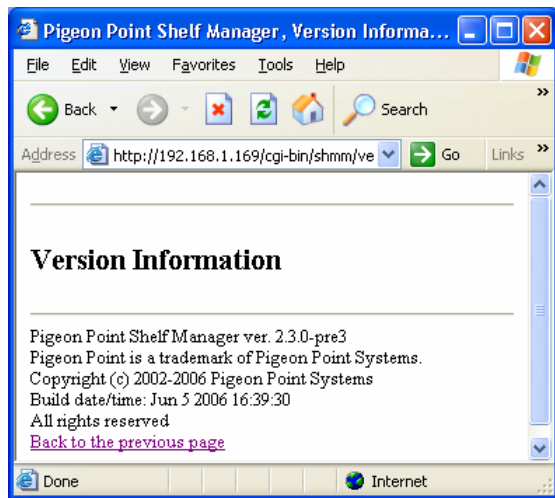 Pigeon Point Shelf Manager, Version Informa...
File Edit View Favorites Tools Help
Back Search »
Address http://192.168.1.169/cgi-bin/shmm/ve Go Links »
Version Information
Pigeon Point Shelf Manager ver. 2.3.0-pre3
Pigeon Point is a trademark of Pigeon Point Systems.
Copyright (c) 2002-2006 Pigeon Point Systems
Build date/time: Jun 5 2006 16:39:30
All rights reserved
Back to the previous page
Done Internet